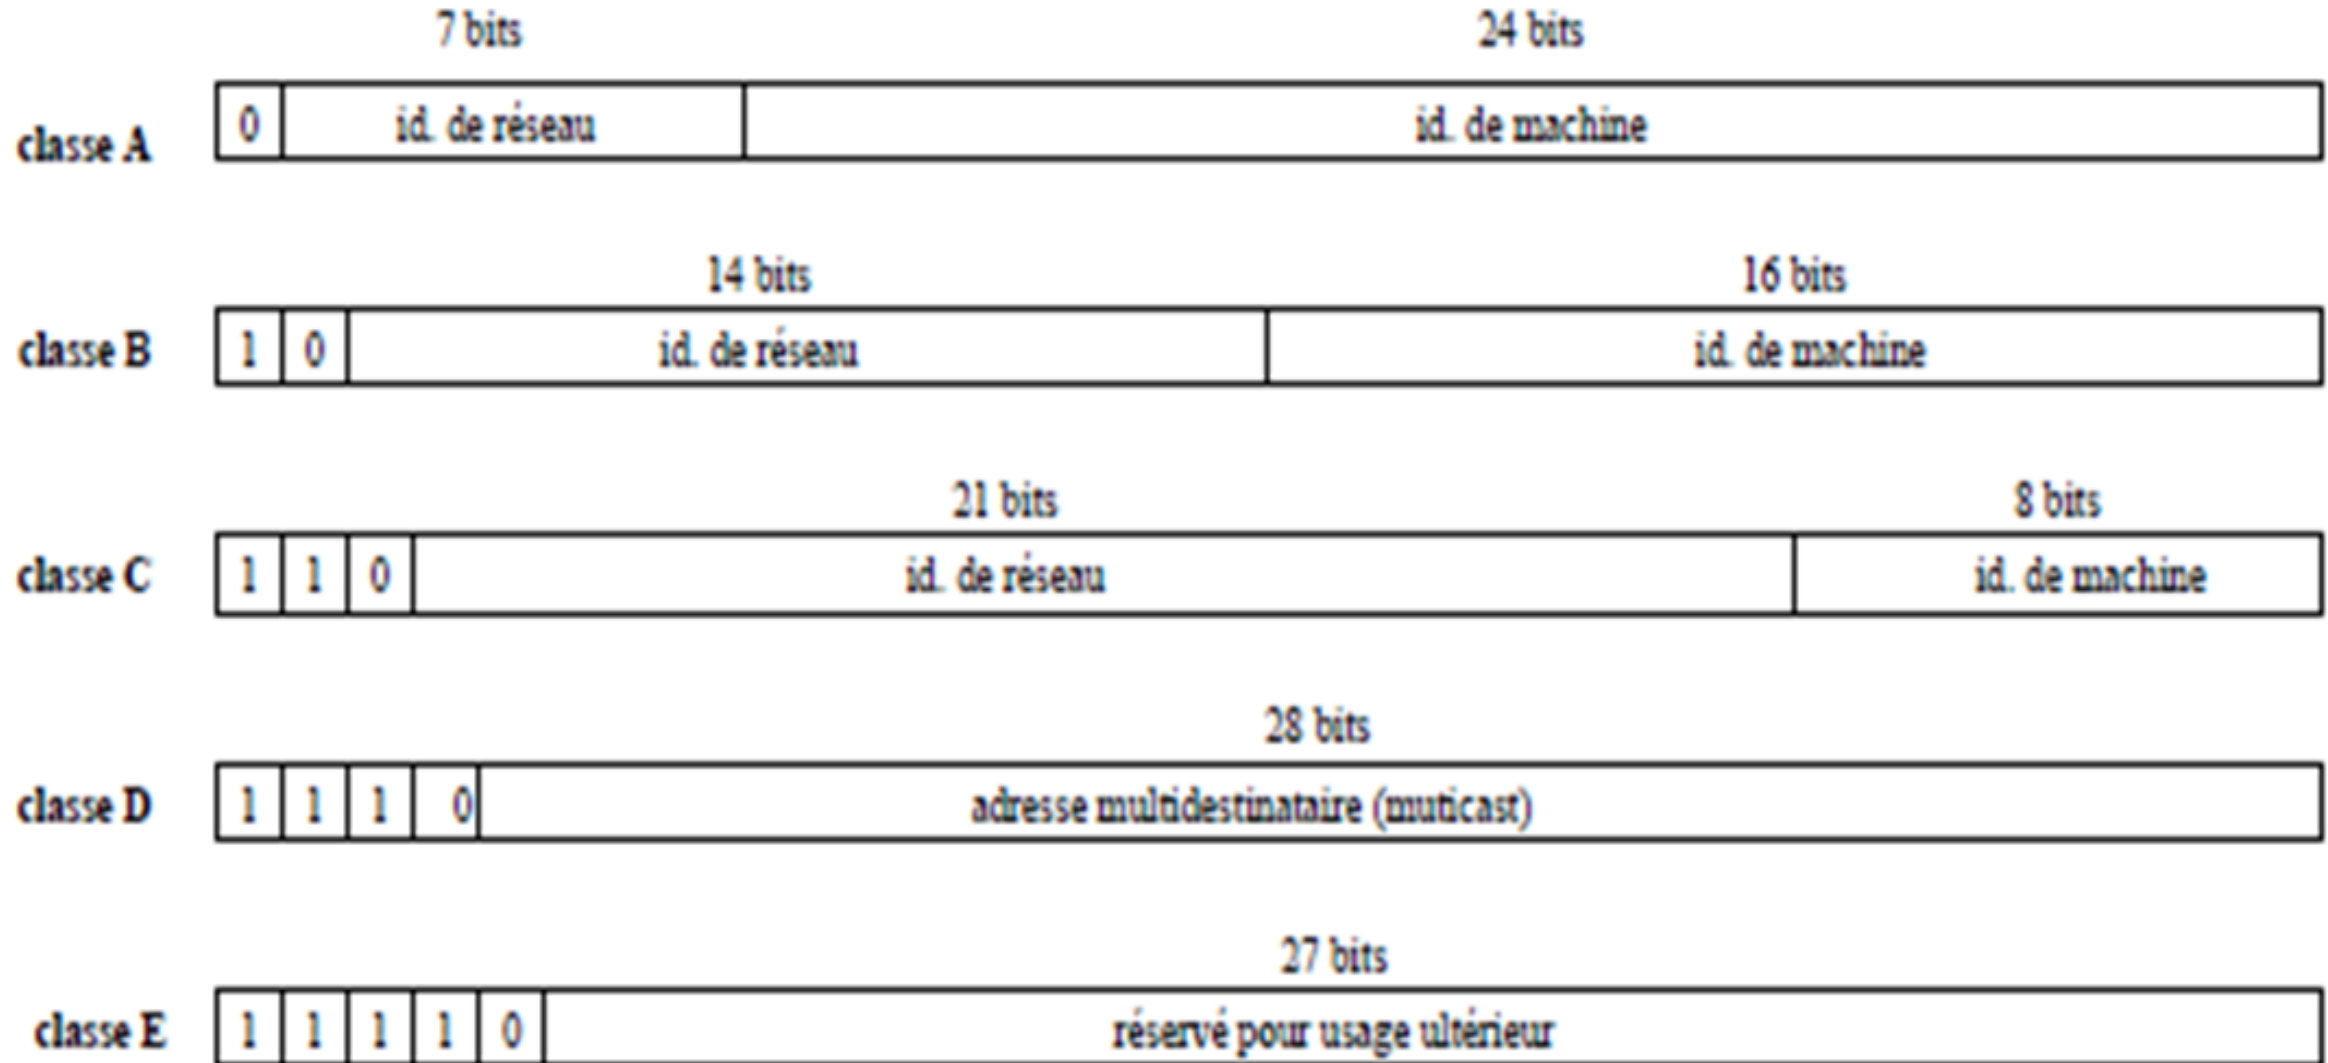 7 bits 24 bits
classe A 0 id. de réseau id. de machine
14 bits 16 bits
classe B 1 0 id. de réseau id. de machine
21 bits 8 bits
classe C 1 1 0 id. de réseau id. de machine
28 bits
classe D 1 1 1 0 adresse multidestinataire (muticast)
27 bits
classe E 1 1 1 1 0 réservé pour usage ultérieur